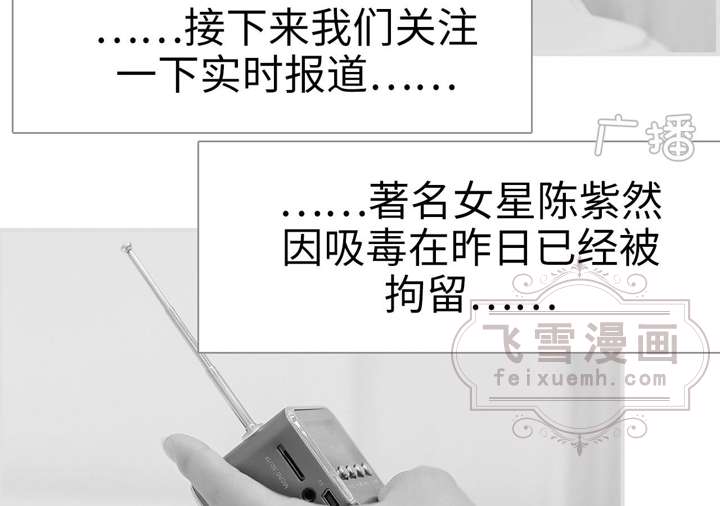 ……接下来我们关注
一下实时报道……
广播
……著名女星陈紫然
因吸毒在昨日已经被
拘留……
飞雪漫画
feixuemh.com